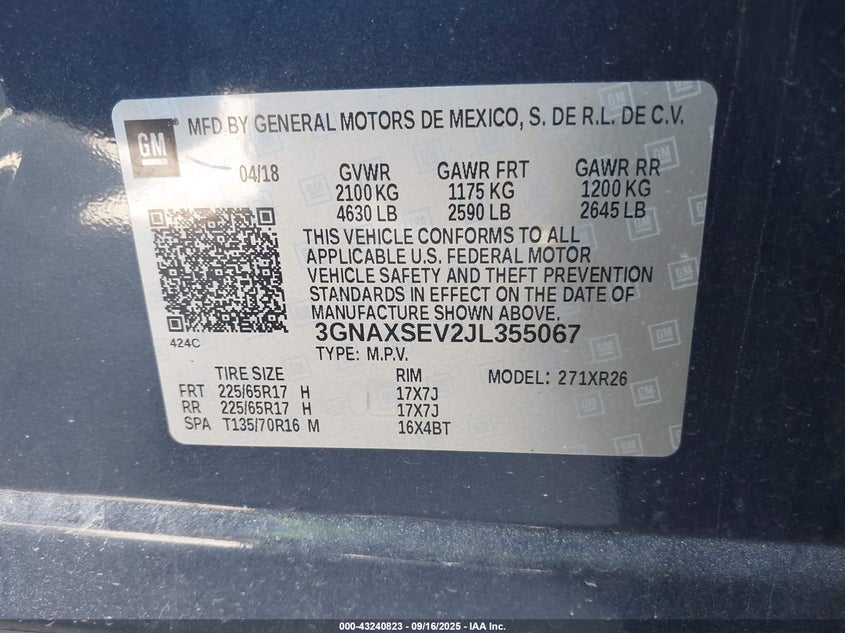 GM
MFD BY GENERAL MOTORS DE MEXICO, S. DE R.L. DE C.V.
04/18 GVWR GAWR FRT GAWR RR
2100 KG 1175 KG 1200 KG
4630 LB 2590 LB 2645 LB
THIS VEHICLE CONFORMS TO ALL
APPLICABLE U.S. FEDERAL MOTOR
VEHICLE SAFETY AND THEFT PREVENTION
STANDARDS IN EFFECT ON THE DATE OF
MANUFACTURE SHOWN ABOVE.
424C 3GNAXSEV2JL355067
TYPE: M.P.V.
TIRE SIZE RIM MODEL: 271XR26
FRT 225/65R17 H 17X7J
RR 225/65R17 H 17X7J
SPA T135/70R16 M 16X4BT
000-43240823 - 09/16/2025 - IAA Inc.